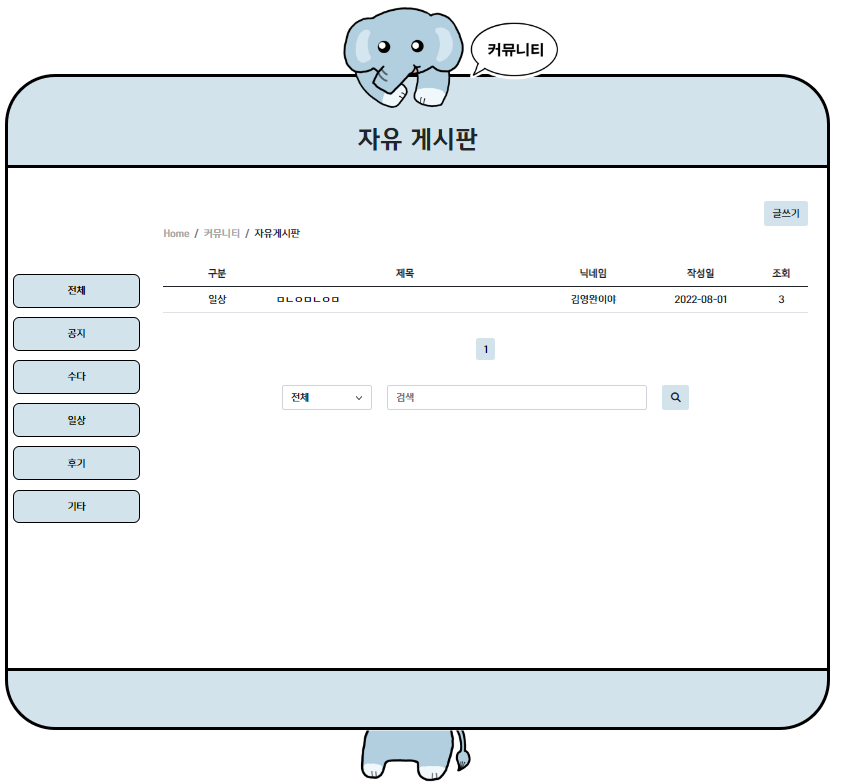 커뮤니티
자유 게시판
글쓰기
Home / 커뮤니티 / 자유게시판
구분 제목 닉네임 작성일 조회
일상 ㅁㄴㅇㅁㄴㅇㅁ 김영원이야 2022-08-01 3
전체
공지
수다
일상
후기
기타
1
전체 검색